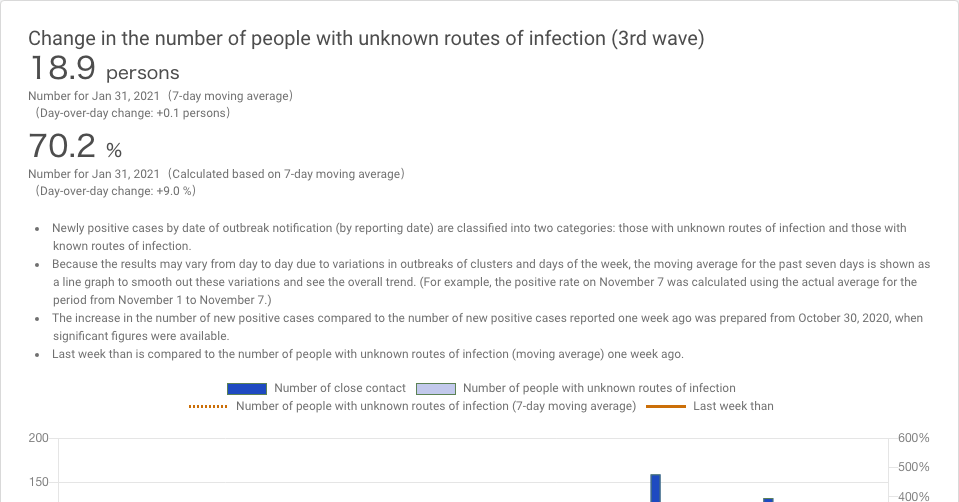 Change in the number of people with unknown routes of infection (3rd wave)
18.9 persons
Number for Jan 31, 2021（7-day moving average）
（Day-over-day change: +0.1 persons）
70.2 %
Number for Jan 31, 2021（Calculated based on 7-day moving average）
（Day-over-day change: +9.0 %）
• Newly positive cases by date of outbreak notification (by reporting date) are classified into two categories: those with unknown routes of infection and those with
known routes of infection.
• Because the results may vary from day to day due to variations in outbreaks of clusters and days of the week, the moving average for the past seven days is shown as
a line graph to smooth out these variations and see the overall trend. (For example, the positive rate on November 7 was calculated using the actual average for the
period from November 1 to November 7.)
• The increase in the number of new positive cases compared to the number of new positive cases reported one week ago was prepared from October 30, 2020, when
significant figures were available.
• Last week than is compared to the number of people with unknown routes of infection (moving average) one week ago.
Number of close contact Number of people with unknown routes of infection
Number of people with unknown routes of infection (7-day moving average) Last week than
200 600%
500%
150
400%